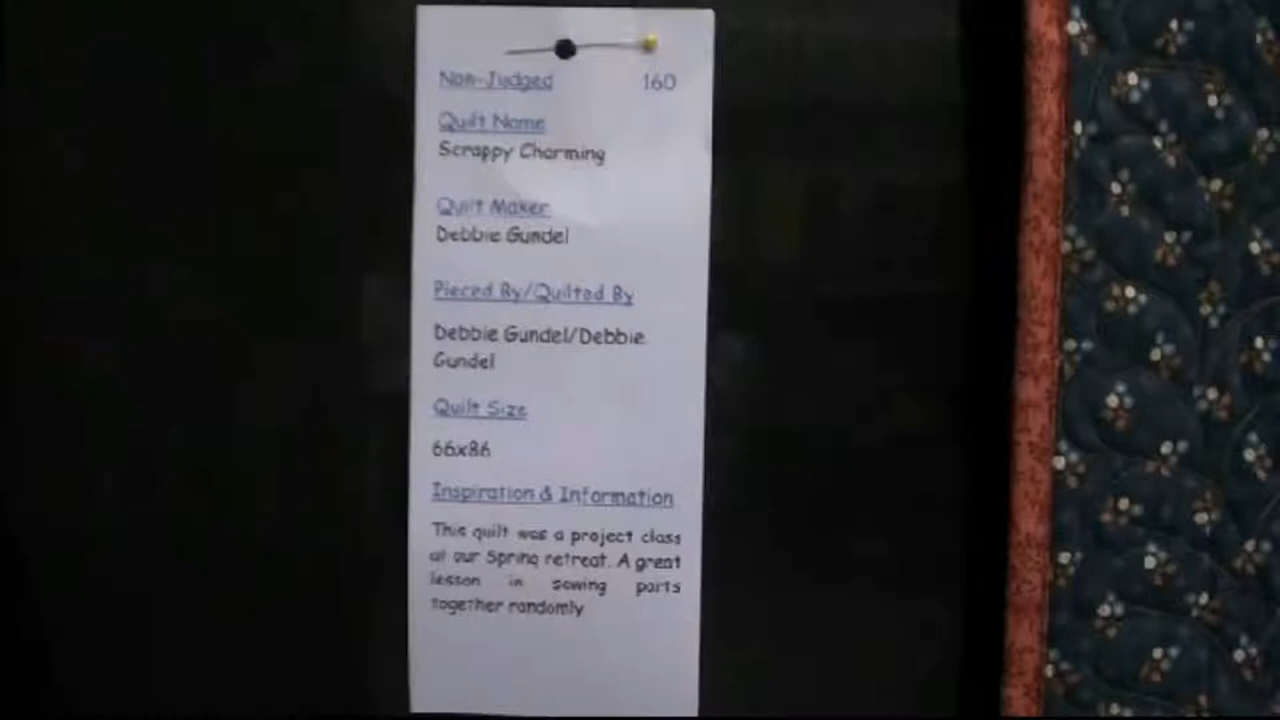 Non-Judged 160
Quilt Name
Scrappy Charming
Quilt Maker
Debbie Gundel
Pieced By/Quilted By
Debbie Gundel/Debbie
Gundel
Quilt Size
66x86
Inspiration & Information
This quilt was a project class
at our Spring retreat. A great
lesson in sewing parts
together randomly